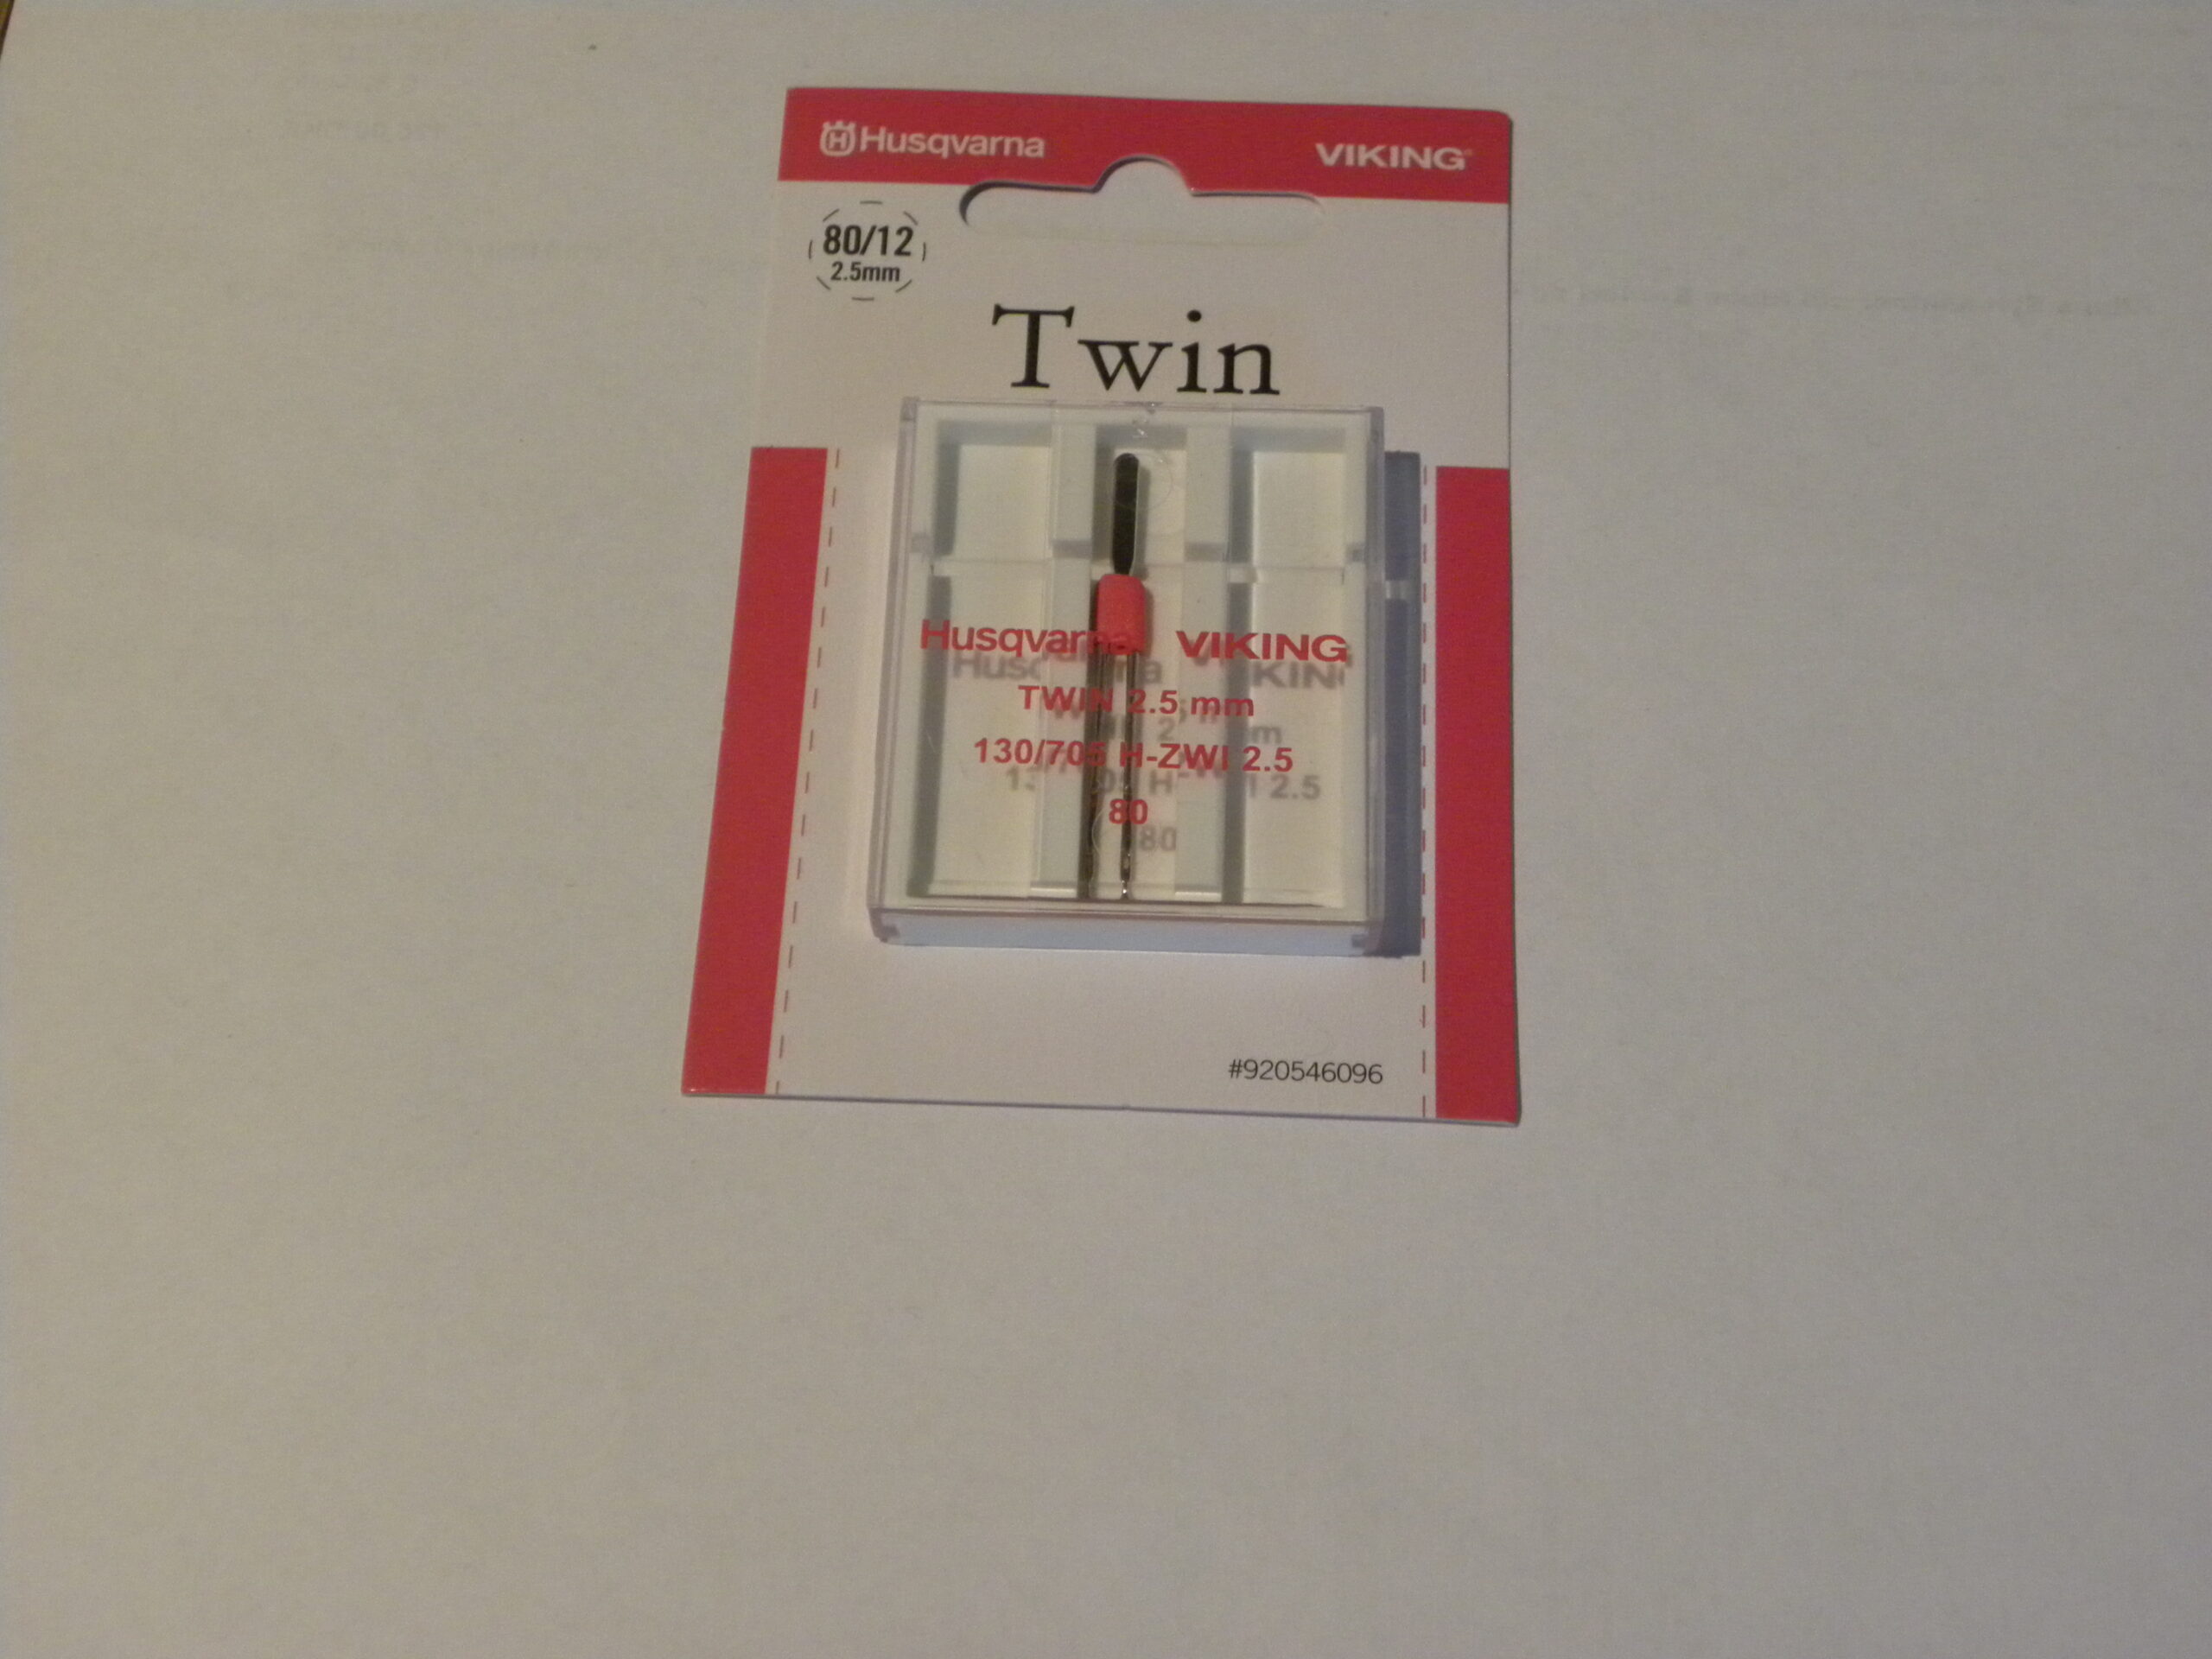 Husqvarna VIKING
80/12
2.5mm
Twin
Husqvarna VIKING
TWIN 2.5 mm
130/705 H-ZWI 2.5
80
#920546096